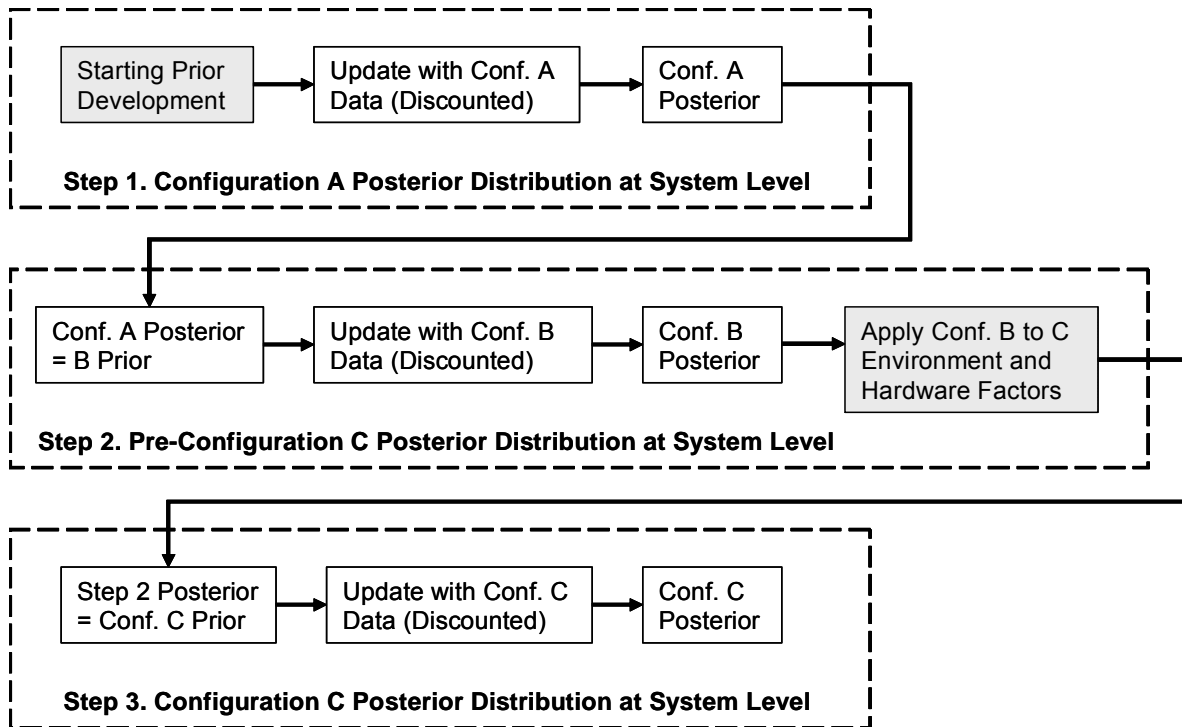 Starting Prior
Development
Update with Conf. A
Data (Discounted)
Conf. A
Posterior
Step 1. Configuration A Posterior Distribution at System Level
Conf. A Posterior
= B Prior
Update with Conf. B
Data (Discounted)
Conf. B
Posterior
Apply Conf. B to C
Environment and
Hardware Factors
Step 2. Pre-Configuration C Posterior Distribution at System Level
Step 2 Posterior
= Conf. C Prior
Update with Conf. C
Data (Discounted)
Conf. C
Posterior
Step 3. Configuration C Posterior Distribution at System Level